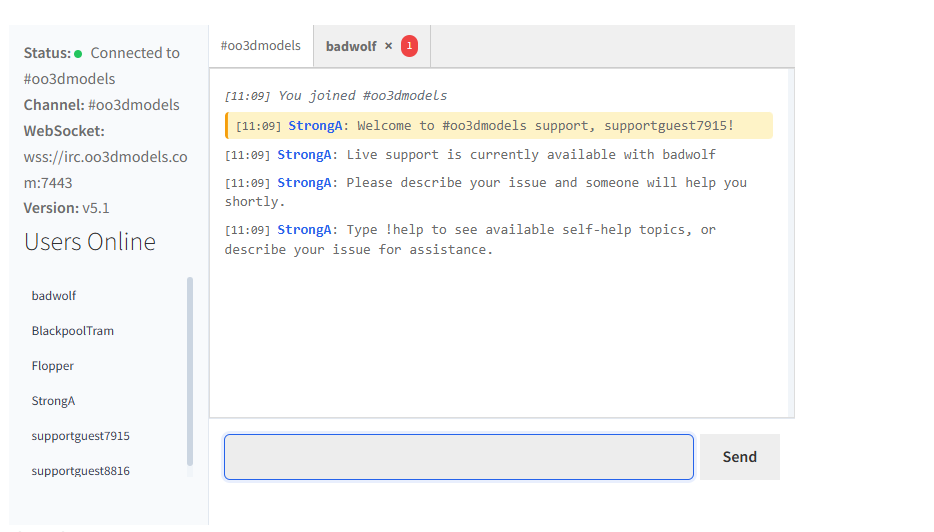 Status: Connected to
#oo3dmodels
Channel: #oo3dmodels
WebSocket:
wss://irc.oo3dmodels.co
m:7443
Version: v5.1
Users Online
badwolf
BlackpoolTram
Flopper
StrongA
supportguest7915
supportguest8816
#oo3dmodels
badwolf × 1
[11:09] You joined #oo3dmodels
[11:09] StrongA: Welcome to #oo3dmodels support, supportguest7915!
[11:09] StrongA: Live support is currently available with badwolf
[11:09] StrongA: Please describe your issue and someone will help you
shortly.
[11:09] StrongA: Type !help to see available self-help topics, or
describe your issue for assistance.
Send